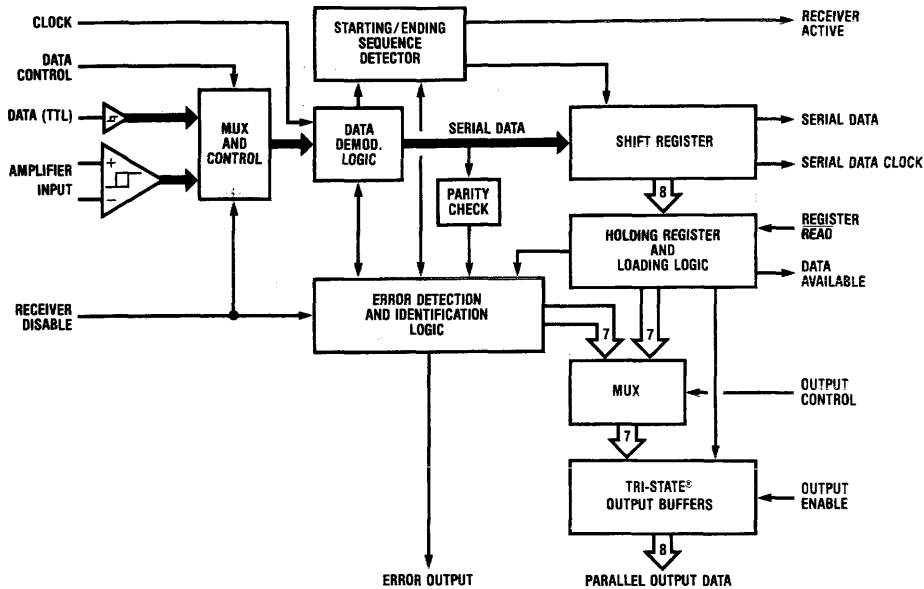 CLOCK
DATA
CONTROL
DATA (TTL)
AMPLIFIER
INPUT
+
−
RECEIVER
DISABLE
MUX
AND
CONTROL
STARTING/ENDING
SEQUENCE
DETECTOR
DATA
DEMOD.
LOGIC
SERIAL DATA
PARITY
CHECK
ERROR DETECTION
AND IDENTIFICATION
LOGIC
ERROR OUTPUT
RECEIVER
ACTIVE
SHIFT REGISTER
SERIAL DATA
SERIAL DATA CLOCK
8
HOLDING REGISTER
AND
LOADING LOGIC
REGISTER
READ
DATA
AVAILABLE
7
7
MUX
OUTPUT
CONTROL
7
TRI-STATE®
OUTPUT BUFFERS
OUTPUT
ENABLE
8
PARALLEL OUTPUT DATA